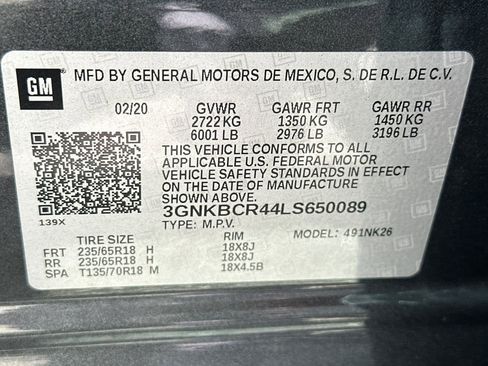 GM
MFD BY GENERAL MOTORS DE MEXICO, S. DE R.L. DE C.V.
02/20 GVWR GAWR FRT GAWR RR
2722 KG 1350 KG 1450 KG
6001 LB 2976 LB 3196 LB
THIS VEHICLE CONFORMS TO ALL
APPLICABLE U.S. FEDERAL MOTOR
VEHICLE SAFETY STANDARDS IN EFFECT
ON THE DATE OF MANUFACTURE
SHOWN ABOVE.
139X 3GNKBCR44LS650089
TYPE: M.P.V. MODEL: 491NK26
TIRE SIZE RIM
FRT 235/65R18 H 18X8J
RR 235/65R18 H 18X8J
SPA T135/70R18 M 18X4.5B